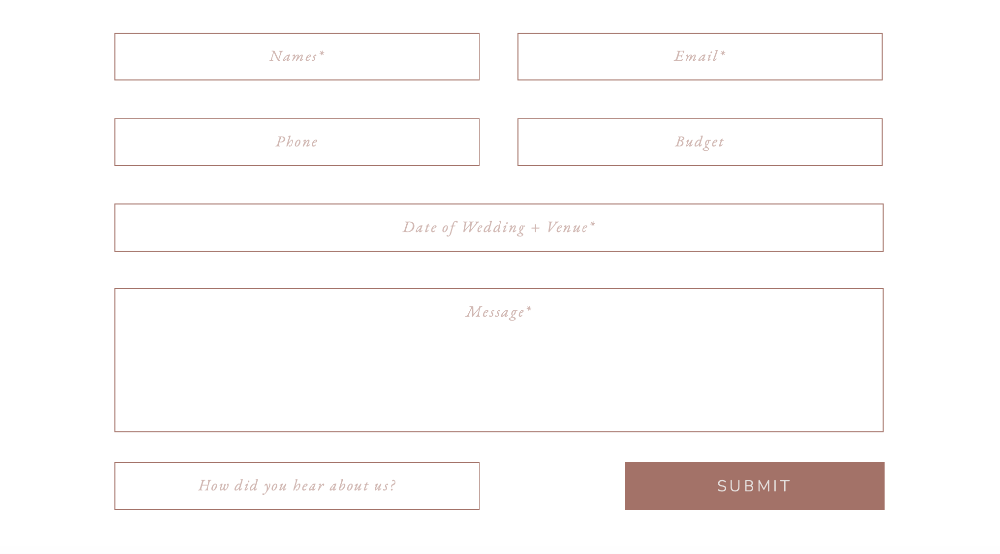 Names*
Email*
Phone
Budget
Date of Wedding + Venue*
Message*
How did you hear about us?
SUBMIT